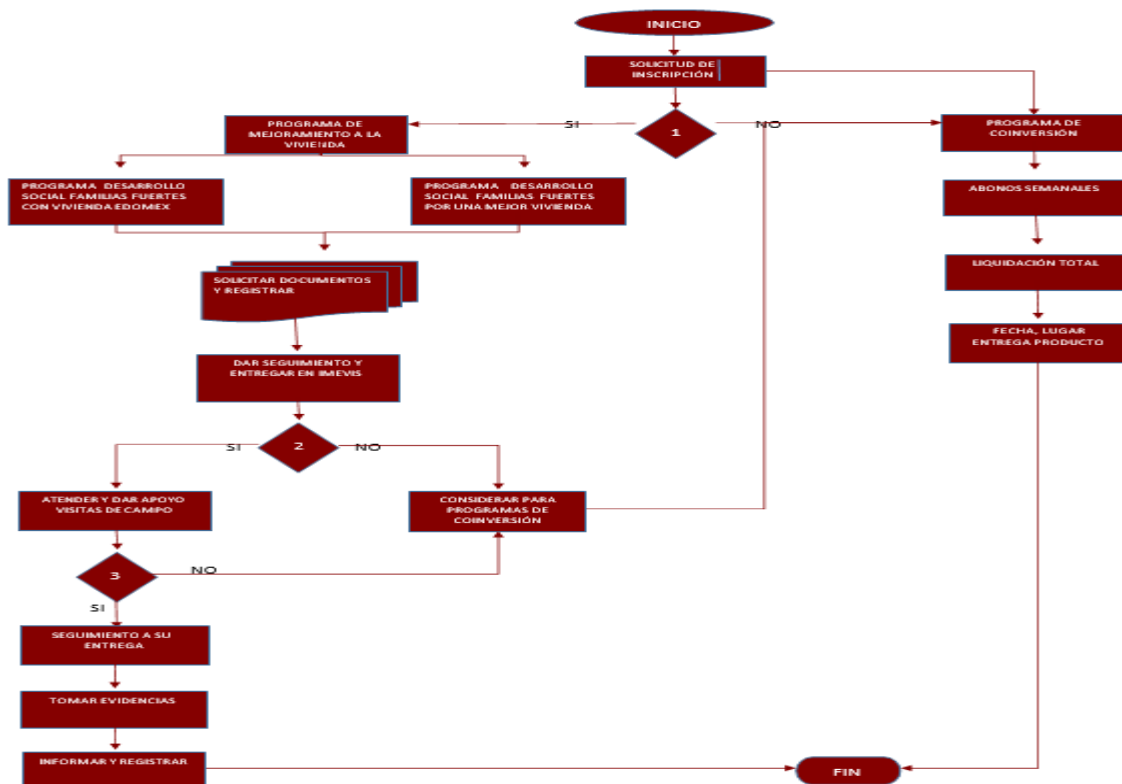 INICIO
SOLICITUD DE
INSCRIPCIÓN
SI
1
NO
PROGRAMA DE
MEJORAMIENTO A LA
VIVIENDA
PROGRAMA DE
COINVERSIÓN
PROGRAMA DESARROLLO
SOCIAL FAMILIAS FUERTES
CON VIVIENDA EDOMEX
PROGRAMA DESARROLLO
SOCIAL FAMILIAS FUERTES
POR UNA MEJOR VIVIENDA
ABONOS SEMANALES
SOLICITAR DOCUMENTOS
Y REGISTRAR
LIQUIDACIÓN TOTAL
FECHA, LUGAR
ENTREGA PRODUCTO
DAR SEGUIMIENTO Y
ENTREGAR EN IMEVIS
SI
2
NO
ATENDER Y DAR APOYO
VISITAS DE CAMPO
CONSIDERAR PARA
PROGRAMAS DE
COINVERSIÓN
3
NO
SI
SEGUIMIENTO A SU
ENTREGA
TOMAR EVIDENCIAS
INFORMAR Y REGISTRAR
FIN